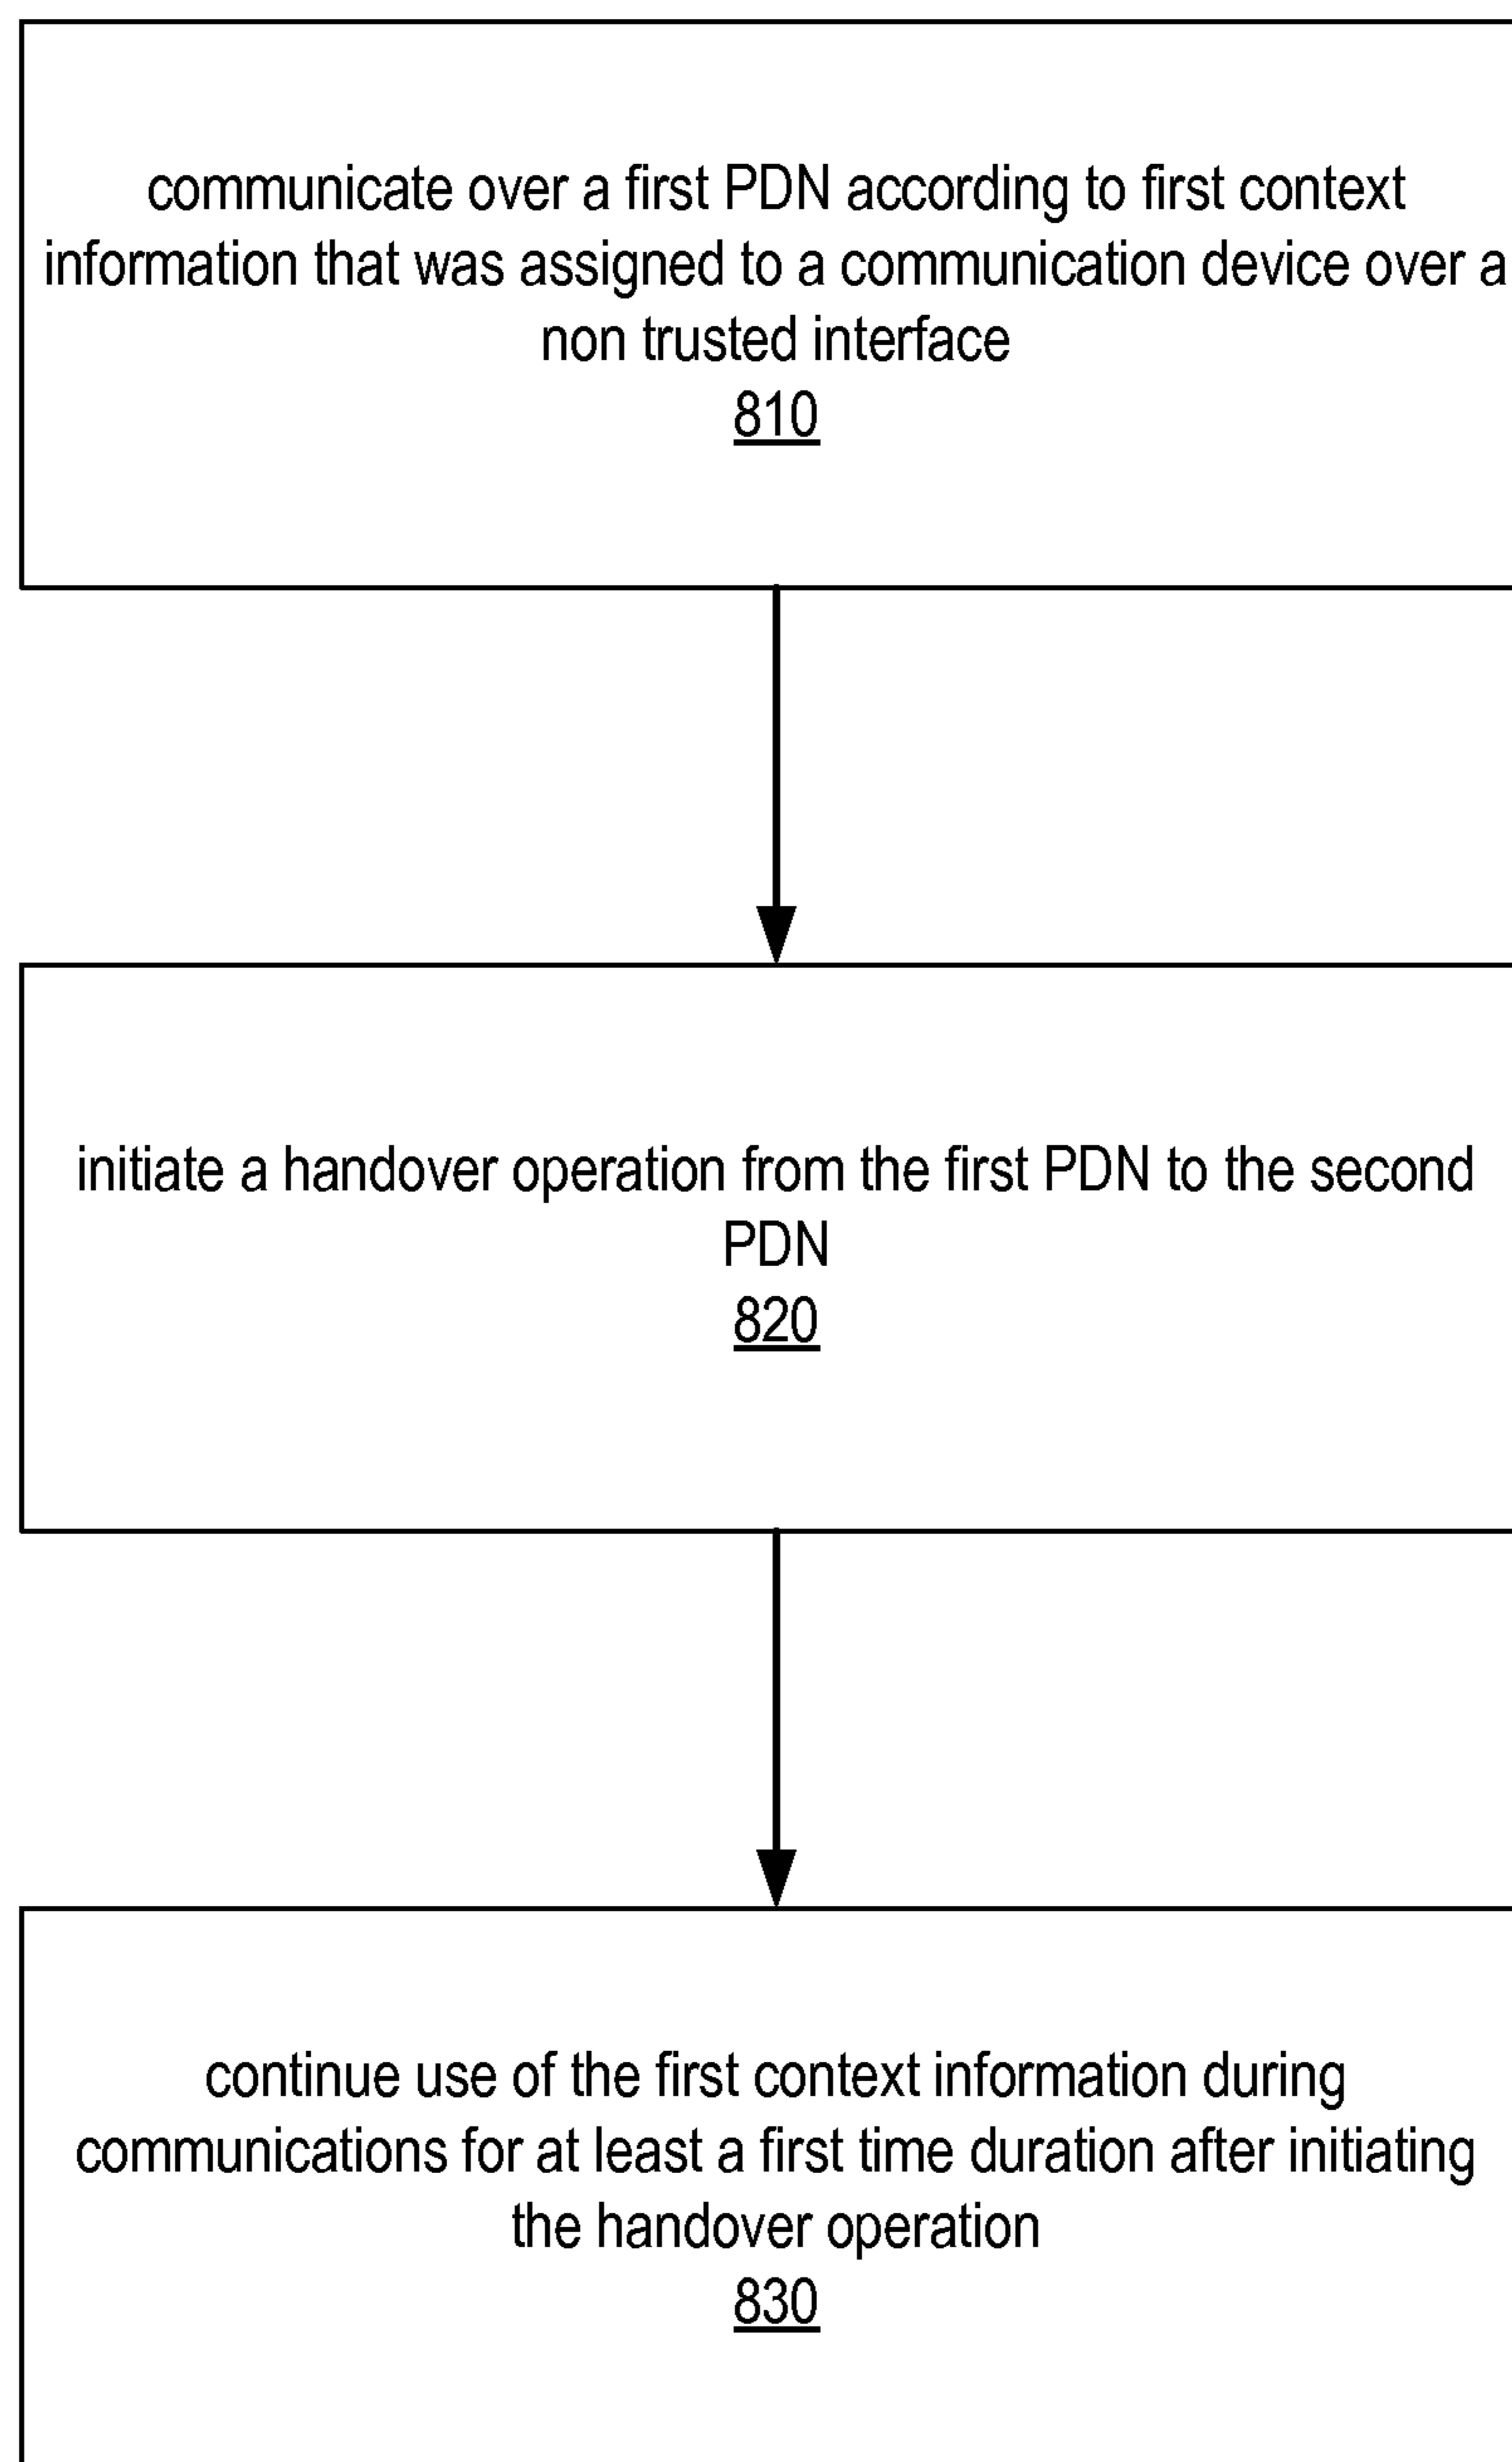 communicate over a first PDN according to first context
information that was assigned to a communication device over a
non trusted interface
810
initiate a handover operation from the first PDN to the second
PDN
820
continue use of the first context information during
communications for at least a first time duration after initiating
the handover operation
830